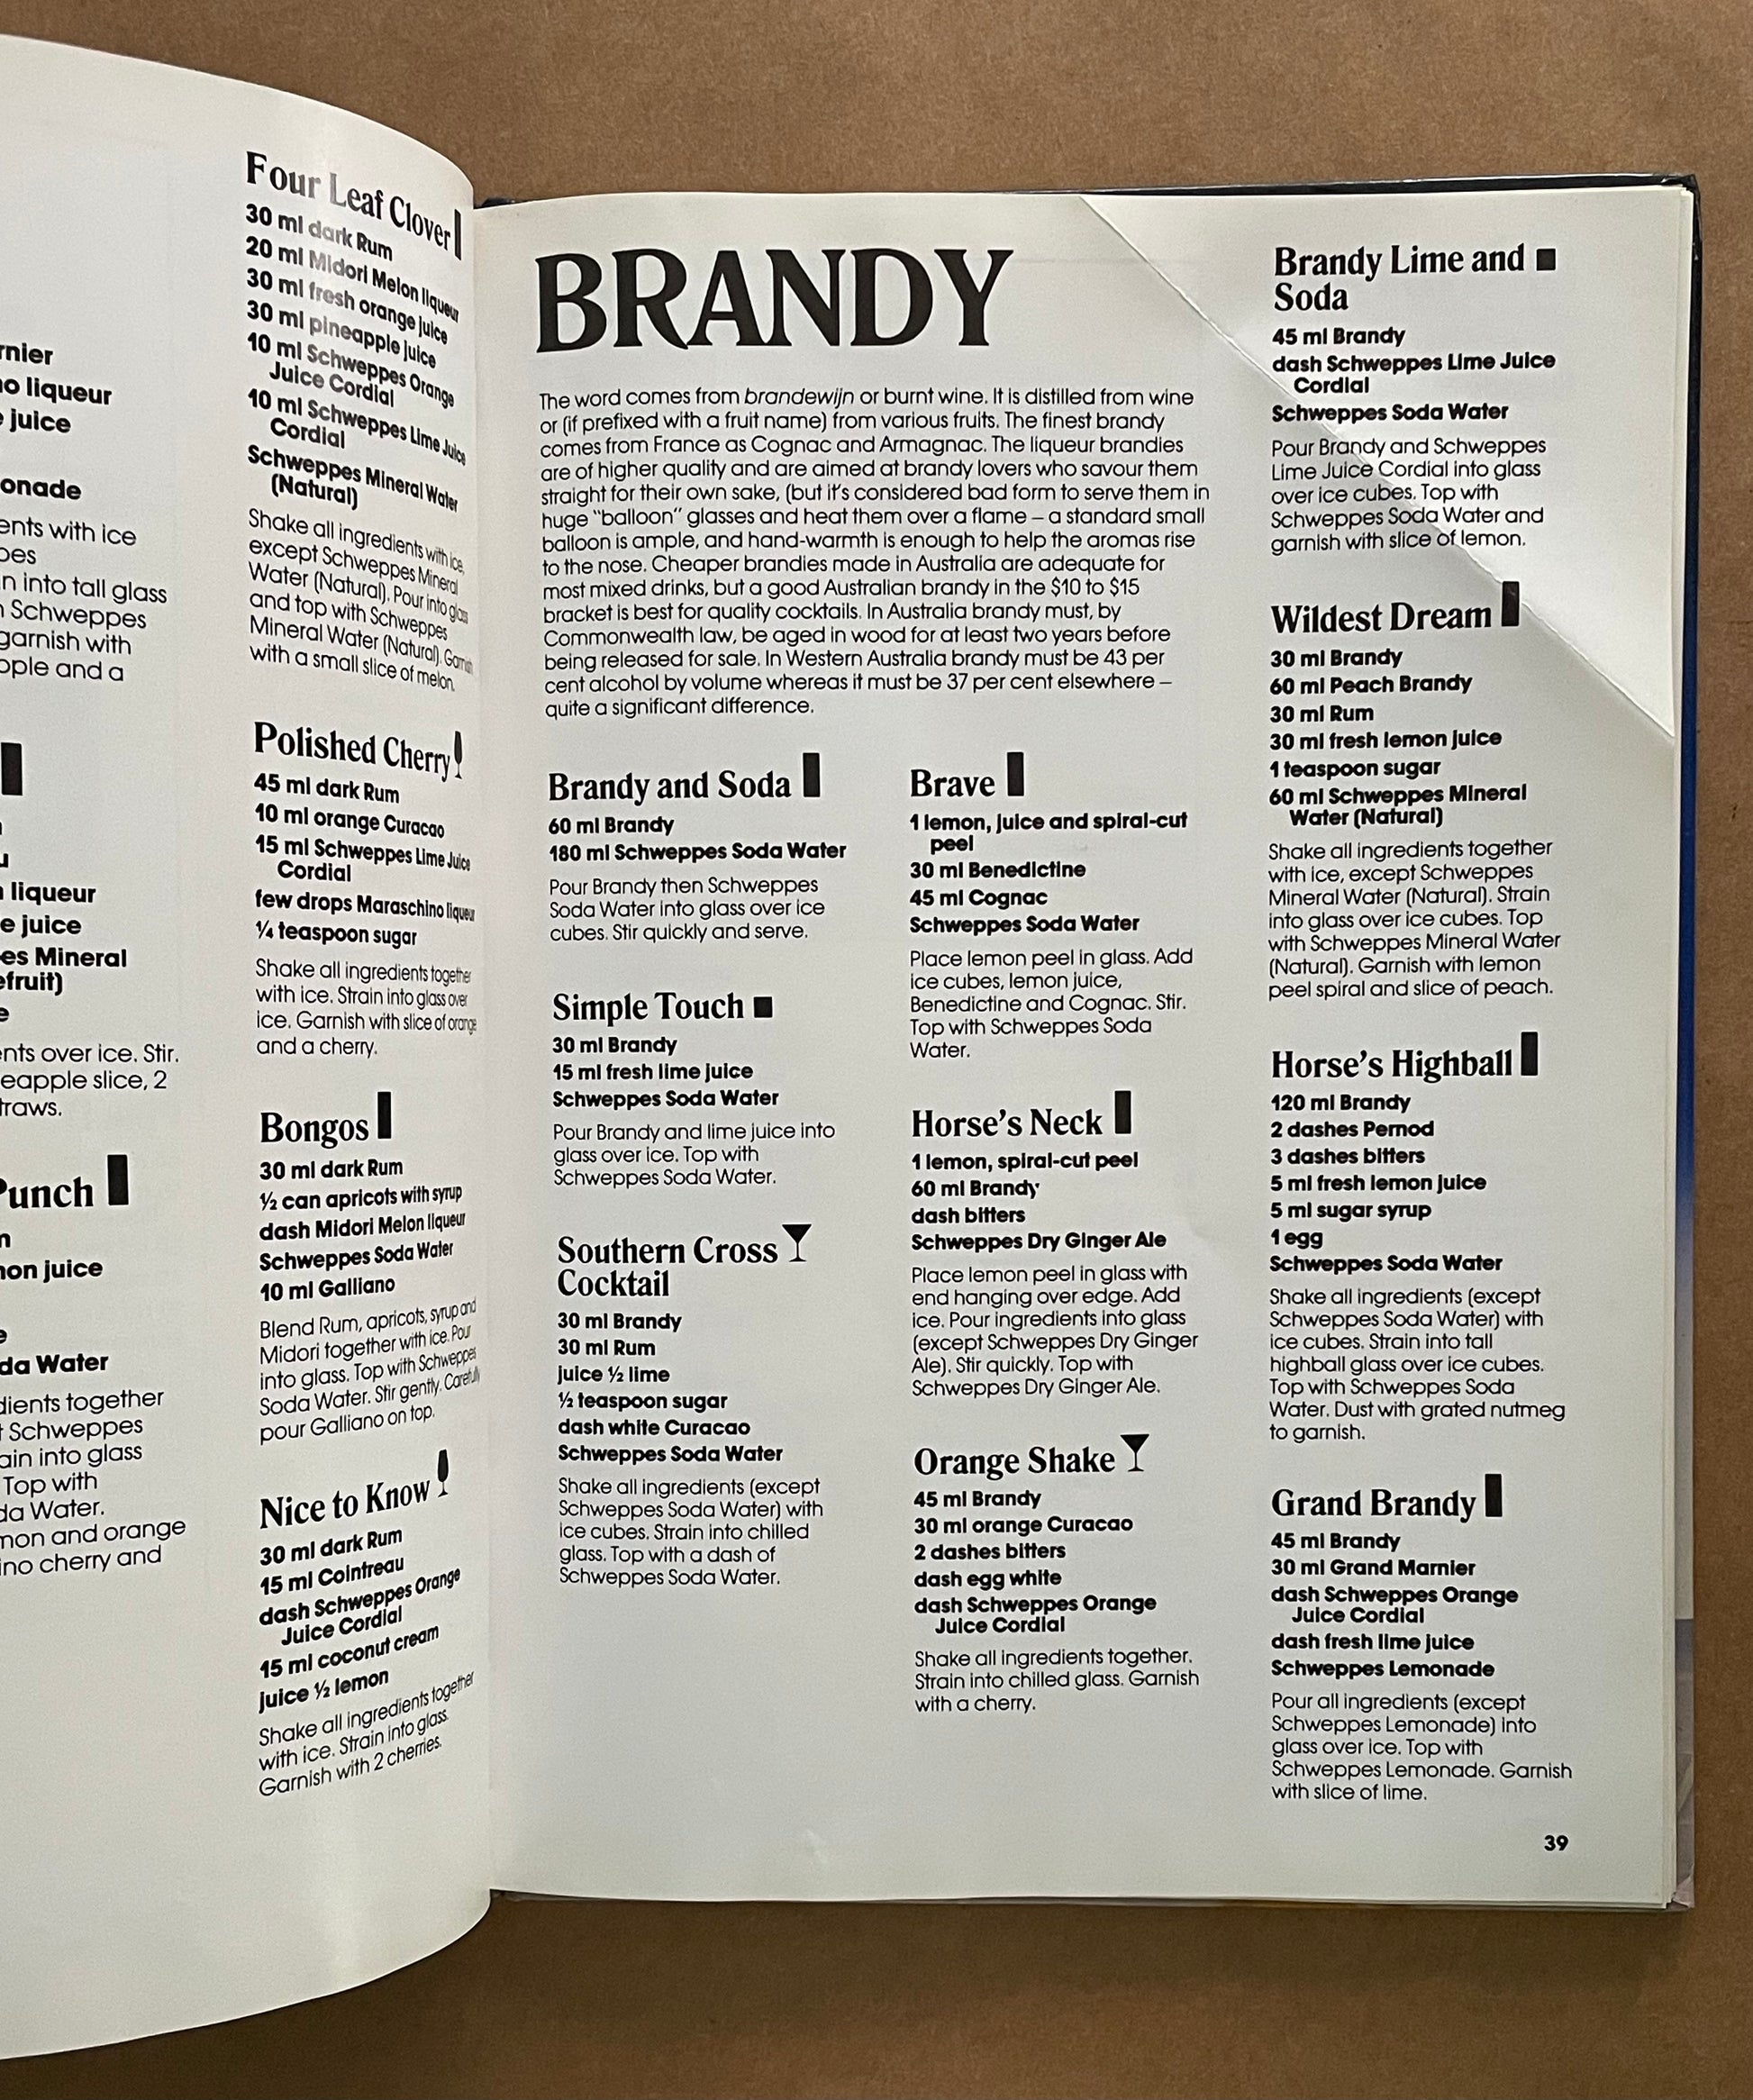 rnier
o liqueur
juice
onade
ents with ice
n into tall glass
Schweppes
garnish with
and a
liqueur
juice
Mineral
ents over ice. Stir.
slice, 2
Punch
juice
Water
together
Schweppes
into glass
Top with
Water.
and orange
cherry and
Four Leaf Clover
30 ml dark Rum
20 ml Midori Melon liqueur
30 ml fresh orange juice
30 ml pineapple juice
10 ml Schweppes Orange
Juice Cordial
10 ml Schweppes Lime Juice
Cordial
Schweppes Mineral Water
(Natural)
Shake all ingredients with ice,
except Schweppes Mineral
Water (Natural). Pour into glass
and top with Schweppes
Mineral Water (Natural). Garnish
with a small slice of melon.
Polished Cherry
45 ml dark Rum
10 ml orange Curacao
15 ml Schweppes Lime Juice
Cordial
few drops Maraschino liqueur
¼ teaspoon sugar
Shake all ingredients together
with ice. Strain into glass over
ice. Garnish with slice of orange
and a cherry.
Bongos
30 ml dark Rum
½ can apricots with syrup
dash Midori Melon liqueur
Schweppes Soda Water
10 ml Galliano
Blend Rum, apricots, syrup and
Midori together with ice. Pour
into glass. Top with Schweppes
Soda Water. Stir gently. Carefully
pour Galliano on top.
Nice to Know
30 ml dark Rum
15 ml Cointreau
dash Schweppes Orange
Juice Cordial
15 ml coconut cream
juice ½ lemon
Shake all ingredients together
with ice. Strain into glass.
Garnish with 2 cherries.
BRANDY
The word comes from brandewijn or burnt wine. It is distilled from wine
or (if prefixed with a fruit name) from various fruits. The finest brandy
comes from France as Cognac and Armagnac. The liqueur brandies
are of higher quality and are aimed at brandy lovers who savour them
straight for their own sake, (but it's considered bad form to serve them in
huge "balloon" glasses and heat them over a flame – a standard small
balloon is ample, and hand-warmth is enough to help the aromas rise
to the nose. Cheaper brandies made in Australia are adequate for
most mixed drinks, but a good Australian brandy in the $10 to $15
bracket is best for quality cocktails. In Australia brandy must, by
Commonwealth law, be aged in wood for at least two years before
being released for sale. In Western Australia brandy must be 43 per
cent alcohol by volume whereas it must be 37 per cent elsewhere –
quite a significant difference.
Brandy and Soda
60 ml Brandy
180 ml Schweppes Soda Water
Pour Brandy then Schweppes
Soda Water into glass over ice
cubes. Stir quickly and serve.
Simple Touch
30 ml Brandy
15 ml fresh lime juice
Schweppes Soda Water
Pour Brandy and lime juice into
glass over ice. Top with
Schweppes Soda Water.
Southern Cross
Cocktail
30 ml Brandy
30 ml Rum
juice ½ lime
½ teaspoon sugar
dash white Curacao
Schweppes Soda Water
Shake all ingredients (except
Schweppes Soda Water) with
ice cubes. Strain into chilled
glass. Top with a dash of
Schweppes Soda Water.
Brave
1 lemon, juice and spiral-cut
peel
30 ml Benedictine
45 ml Cognac
Schweppes Soda Water
Place lemon peel in glass. Add
ice cubes, lemon juice,
Benedictine and Cognac. Stir.
Top with Schweppes Soda
Water.
Horse's Neck
1 lemon, spiral-cut peel
60 ml Brandy
dash bitters
Schweppes Dry Ginger Ale
Place lemon peel in glass with
end hanging over edge. Add
ice. Pour ingredients into glass
(except Schweppes Dry Ginger
Ale). Stir quickly. Top with
Schweppes Dry Ginger Ale.
Orange Shake
45 ml Brandy
30 ml orange Curacao
2 dashes bitters
dash egg white
dash Schweppes Orange
Juice Cordial
Shake all ingredients together.
Strain into chilled glass. Garnish
with a cherry.
Brandy Lime and
Soda
45 ml Brandy
dash Schweppes Lime Juice
Cordial
Schweppes Soda Water
Pour Brandy and Schweppes
Lime Juice Cordial into glass
over ice cubes. Top with
Schweppes Soda Water and
garnish with slice of lemon.
Wildest Dream
30 ml Brandy
60 ml Peach Brandy
30 ml Rum
30 ml fresh lemon juice
1 teaspoon sugar
60 ml Schweppes Mineral
Water (Natural)
Shake all ingredients together
with ice, except Schweppes
Mineral Water (Natural). Strain
into glass over ice cubes. Top
with Schweppes Mineral Water
(Natural). Garnish with lemon
peel spiral and slice of peach.
Horse's Highball
120 ml Brandy
2 dashes Pernod
3 dashes bitters
5 ml fresh lemon juice
5 ml sugar syrup
1 egg
Schweppes Soda Water
Shake all ingredients (except
Schweppes Soda Water) with
ice cubes. Strain into tall
highball glass over ice cubes.
Top with Schweppes Soda
Water. Dust with grated nutmeg
to garnish.
Grand Brandy
45 ml Brandy
30 ml Grand Marnier
dash Schweppes Orange
Juice Cordial
dash fresh lime juice
Schweppes Lemonade
Pour all ingredients (except
Schweppes Lemonade) into
glass over ice. Top with
Schweppes Lemonade. Garnish
with slice of lime.
39